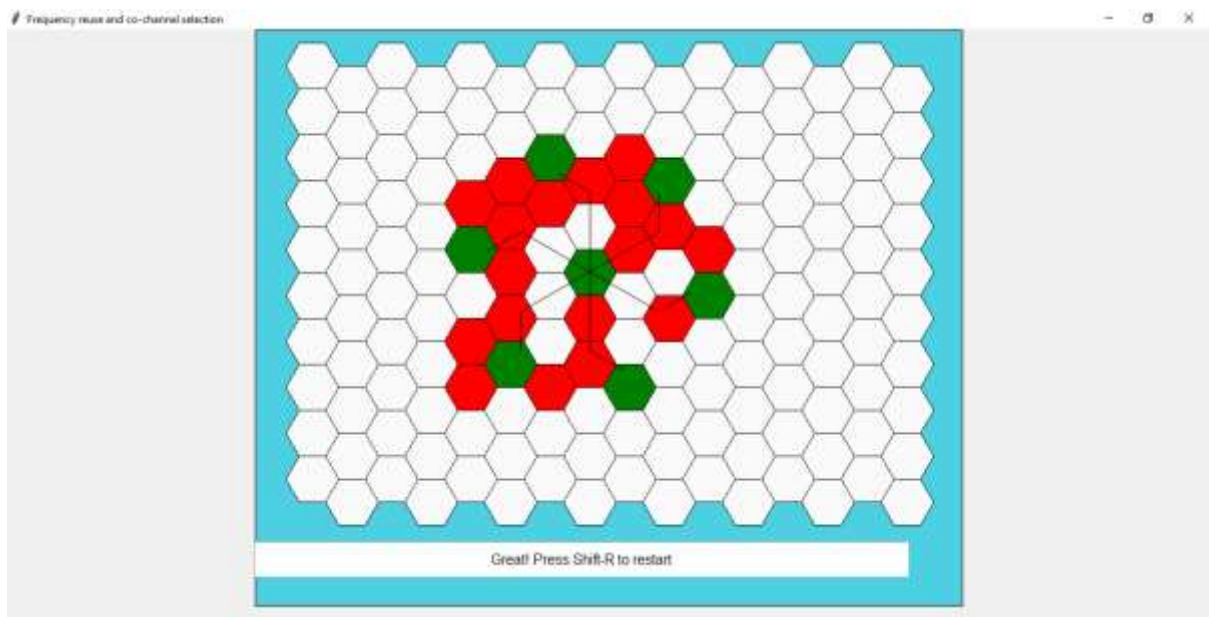 Frequency reuse and co-channel selection
Great! Press Shift-R to restart